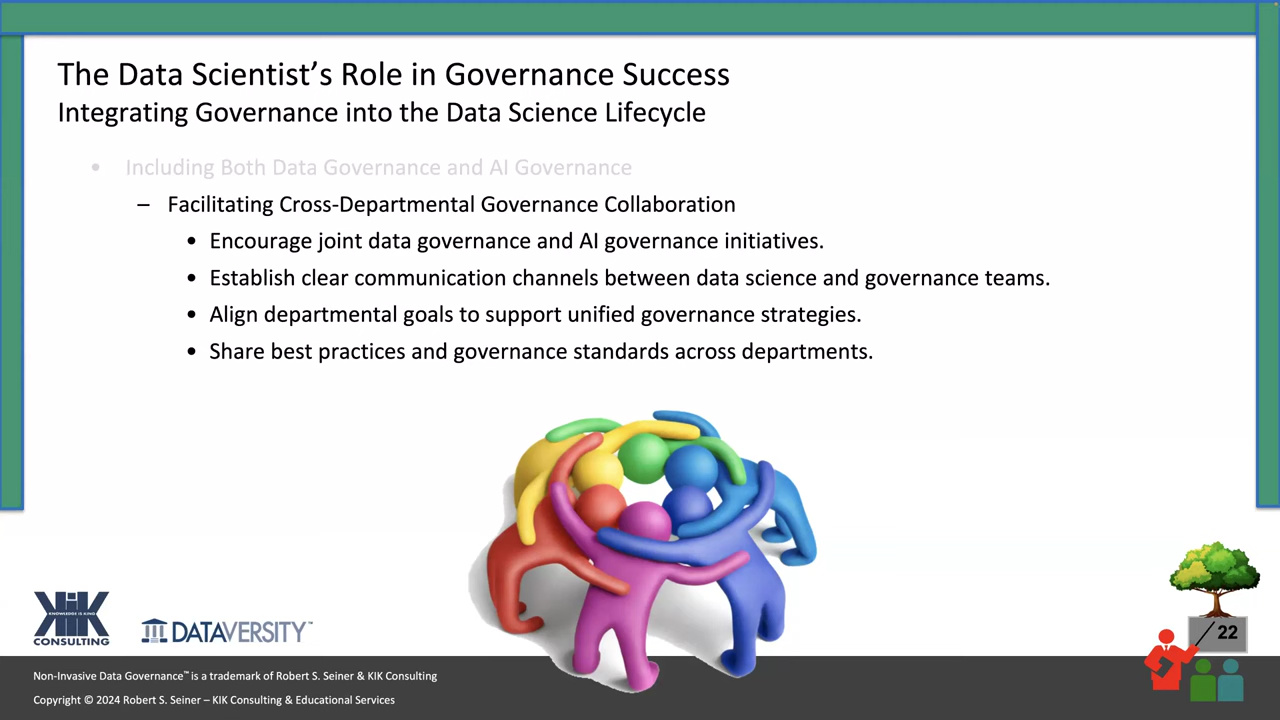 The Data Scientist’s Role in Governance Success
Integrating Governance into the Data Science Lifecycle
• Including Both Data Governance and AI Governance
– Facilitating Cross-Departmental Governance Collaboration
• Encourage joint data governance and AI governance initiatives.
• Establish clear communication channels between data science and governance teams.
• Align departmental goals to support unified governance strategies.
• Share best practices and governance standards across departments.
KIK
KNOWLEDGE IS KING
CONSULTING
DATAVERSITY™
22
Non-Invasive Data Governance™ is a trademark of Robert S. Seiner & KIK Consulting
Copyright © 2024 Robert S. Seiner – KIK Consulting & Educational Services